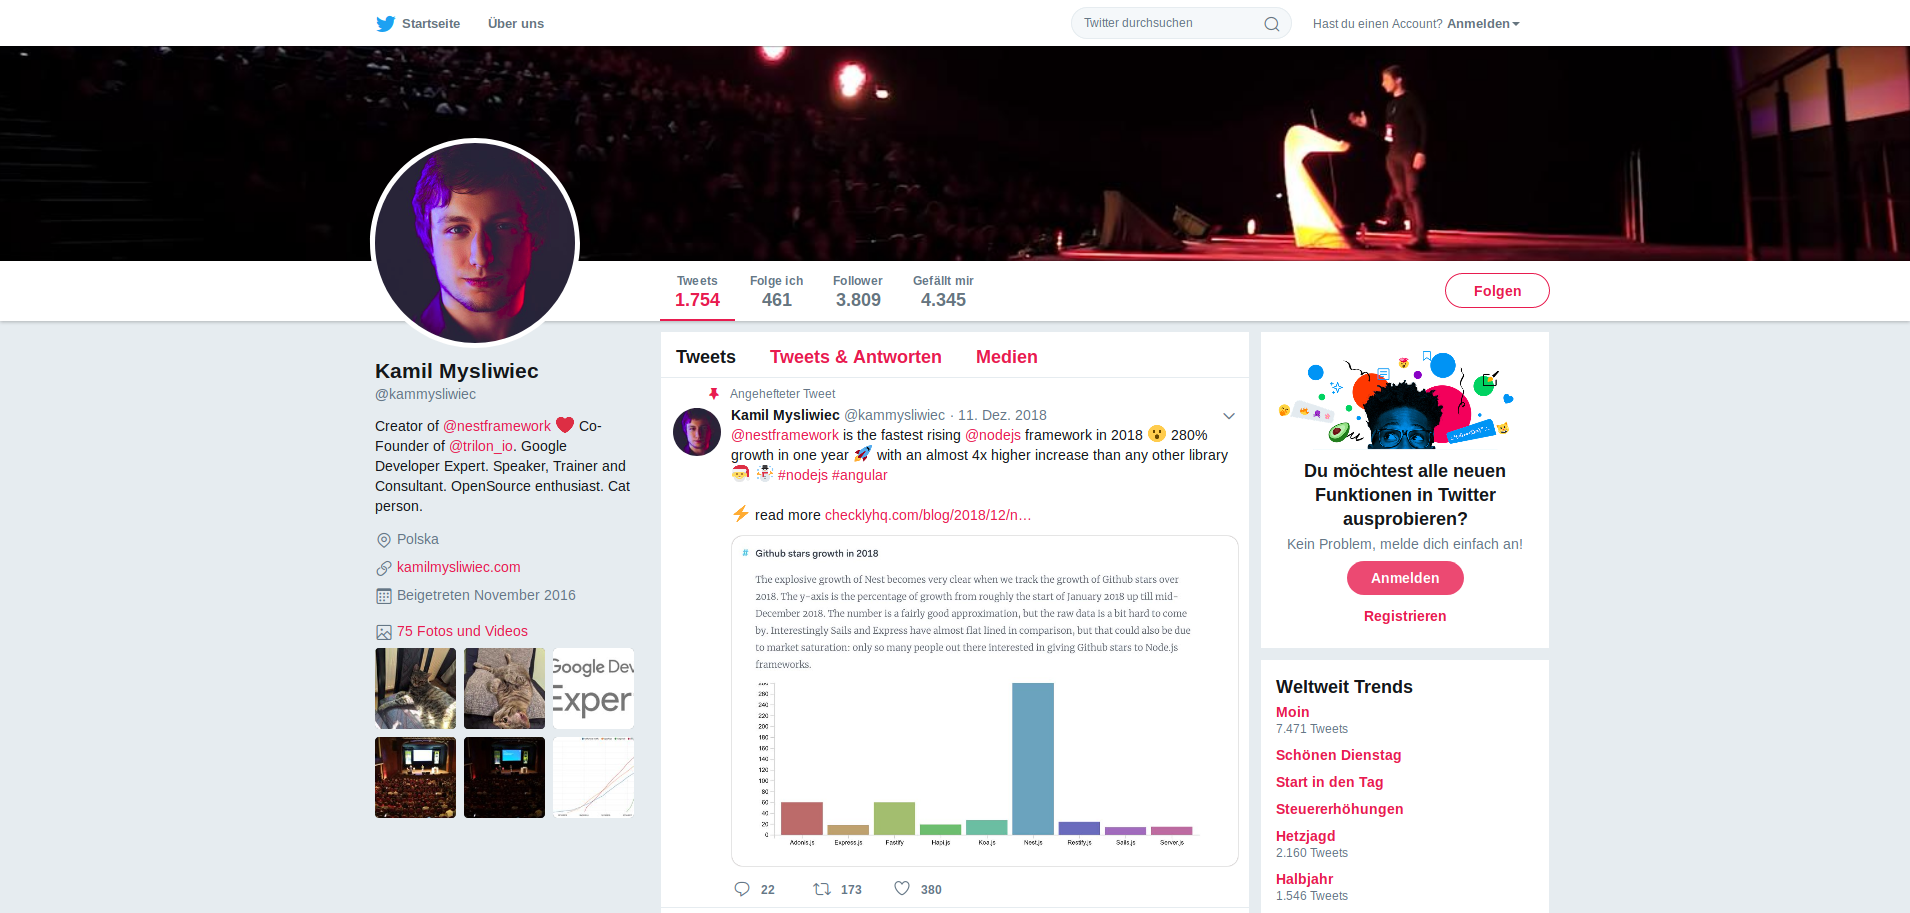 Startseite
Über uns
Twitter durchsuchen
Hast du einen Account? Anmelden
Tweets
1.754
Folge ich
461
Follower
3.809
Gefällt mir
4.345
Folgen
Kamil Mysliwiec
@kammysliwiec
Creator of @nestframework ❤️ Co-
Founder of @trilon_io. Google
Developer Expert. Speaker, Trainer and
Consultant. OpenSource enthusiast. Cat
person.
Polska
kamilmysliwiec.com
Beigetreten November 2016
75 Fotos und Videos
Google Dev
Exper
Tweets
Tweets & Antworten
Medien
Angehefteter Tweet
Kamil Mysliwiec @kammysliwiec · 11. Dez. 2018
@nestframework is the fastest rising @nodejs framework in 2018 😮 280%
growth in one year 🚀 with an almost 4x higher increase than any other library
🎅 ⛄ #nodejs #angular
⚡ read more checklyhq.com/blog/2018/12/n…
# Github stars growth in 2018
The explosive growth of Nest becomes very clear when we track the growth of Github stars over
2018. The y-axis is the percentage of growth from roughly the start of January 2018 up till mid-
December 2018. The number is a fairly good approximation, but the raw data is a bit hard to come
by. Interestingly Sails and Express have almost flat lined in comparison, but that could also be due
to market saturation: only so many people out there interested in giving Github stars to Node.js
frameworks.
260
240
220
200
180
160
140
120
100
80
60
40
20
0
Adonis.js
Express.js
Fastify
Hapi.js
Koa.js
Nest.js
Restify.js
Sails.js
Server.js
22
173
380
Du möchtest alle neuen
Funktionen in Twitter
ausprobieren?
Kein Problem, melde dich einfach an!
Anmelden
Registrieren
Weltweit Trends
Moin
7.471 Tweets
Schönen Dienstag
Start in den Tag
Steuererhöhungen
Hetzjagd
2.160 Tweets
Halbjahr
1.546 Tweets